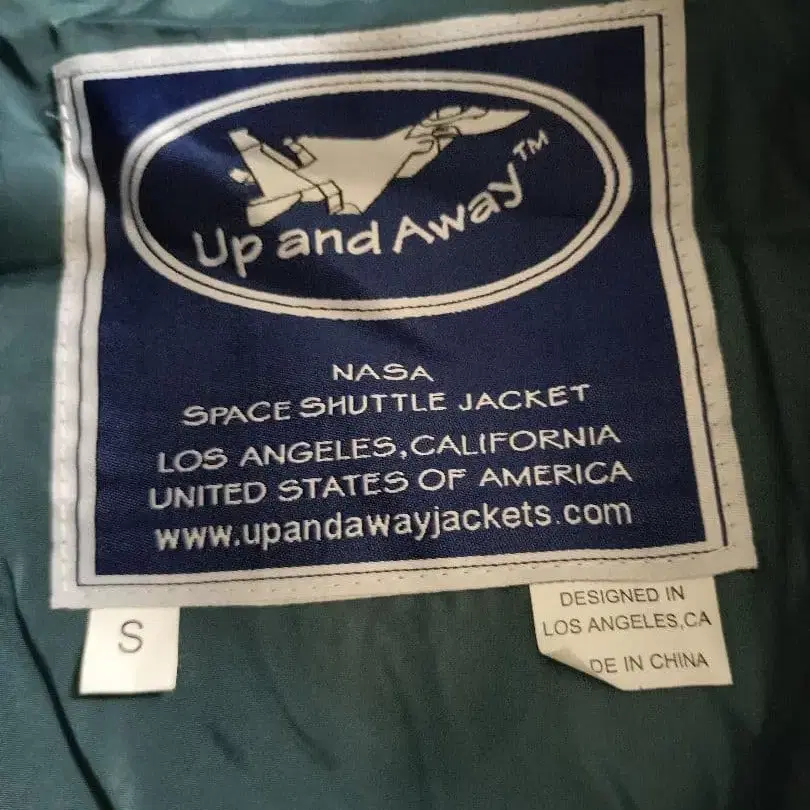 Up and Away™
NASA
SPACE SHUTTLE JACKET
LOS ANGELES,CALIFORNIA
UNITED STATES OF AMERICA
www.upandawayjackets.com
S
DESIGNED IN
LOS ANGELES,CA
DE IN CHINA